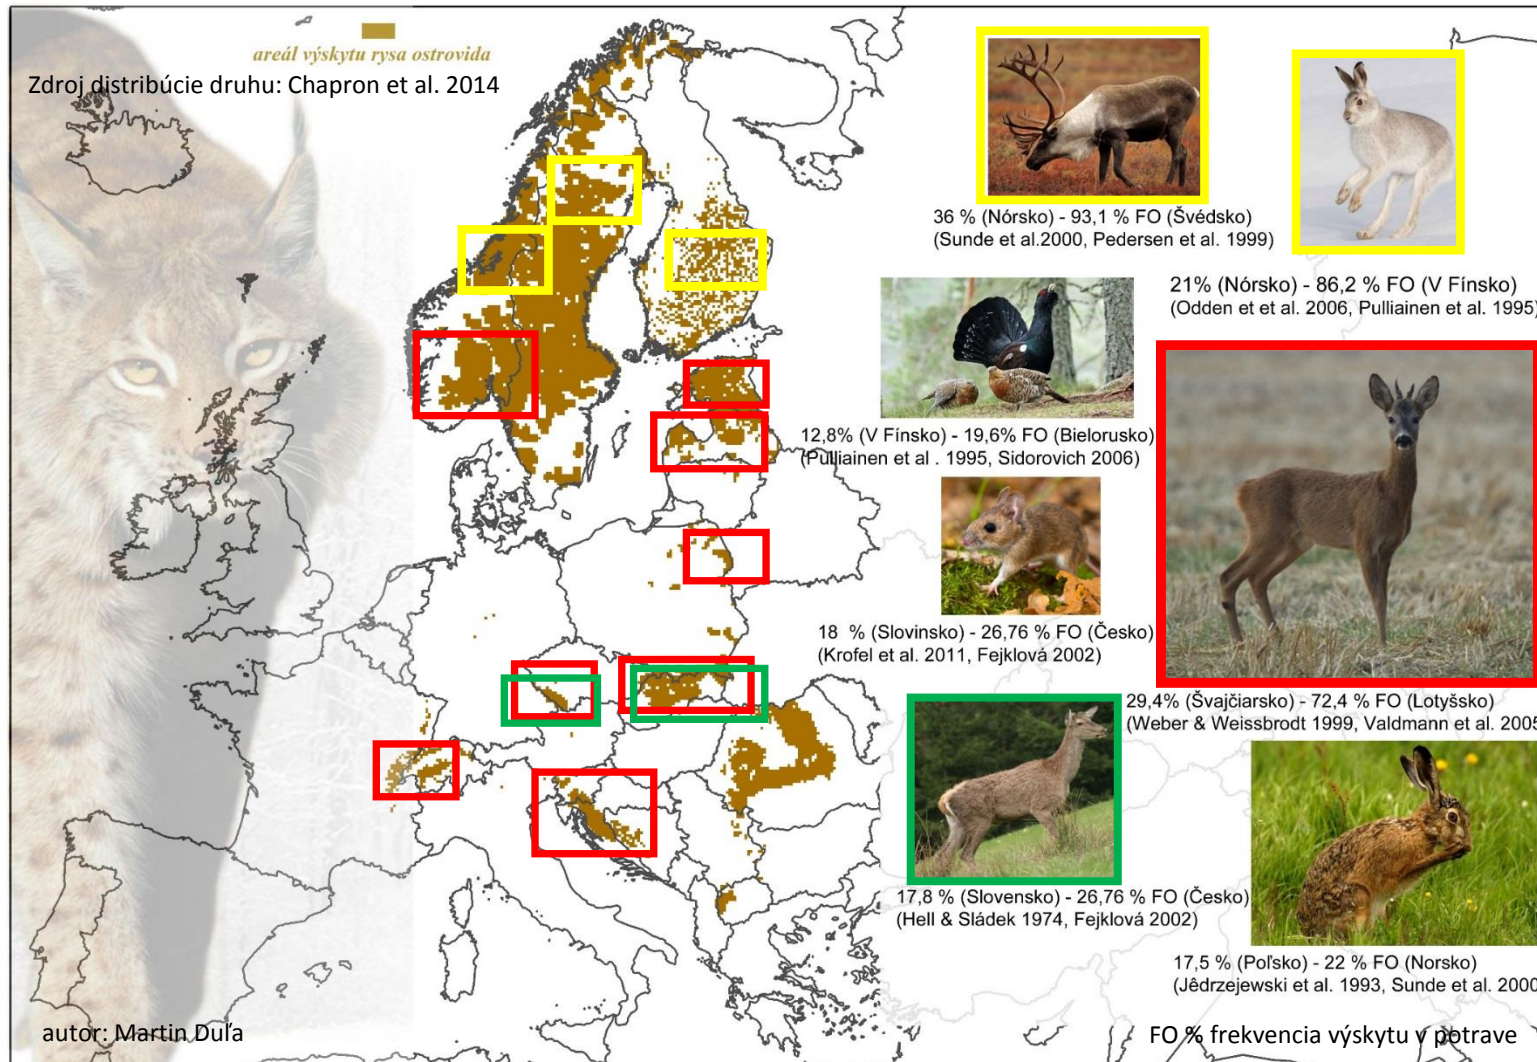 areál výskytu rysa ostrovida
Zdroj distribúcie druhu: Chapron et al. 2014
36 % (Nórsko) - 93,1 % FO (Švédsko)
(Sunde et al.2000, Pedersen et al. 1999)
21% (Nórsko) - 86,2 % FO (V Fínsko)
(Odden et et al. 2006, Pulliainen et al. 1995)
12,8% (V Fínsko) - 19,6% FO (Bielorusko)
(Pulliainen et al . 1995, Sidorovich 2006)
18 % (Slovinsko) - 26,76 % FO (Česko)
(Krofel et al. 2011, Fejklová 2002)
29,4% (Švajčiarsko) - 72,4 % FO (Lotyšsko)
(Weber & Weissbrodt 1999, Valdmann et al. 2005
17,8 % (Slovensko) - 26,76 % FO (Česko)
(Hell & Sládek 1974, Fejklová 2002)
17,5 % (Poľsko) - 22 % FO (Norsko)
(Jêdrzejewski et al. 1993, Sunde et al. 2000)
autor: Martin Duľa
FO % frekvencia výskytu v potrave